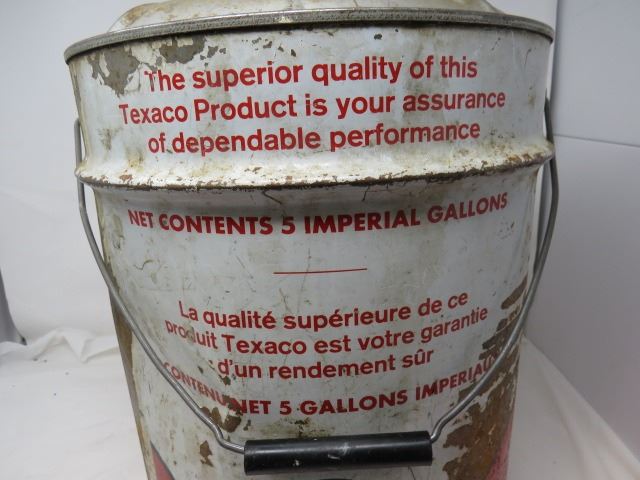 The superior quality of this
Texaco Product is your assurance
of dependable performance
NET CONTENTS 5 IMPERIAL GALLONS
La qualité supérieure de ce
produit Texaco est votre garantie
d'un rendement sûr
CONTENU NET 5 GALLONS IMPERIAUX